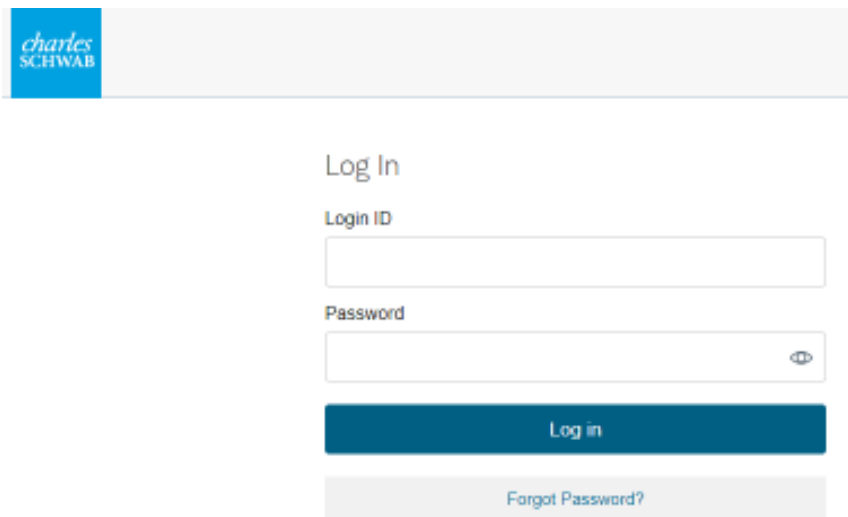 charles
SCHWAB
Log In
Login ID
Password
Log in
Forgot Password?